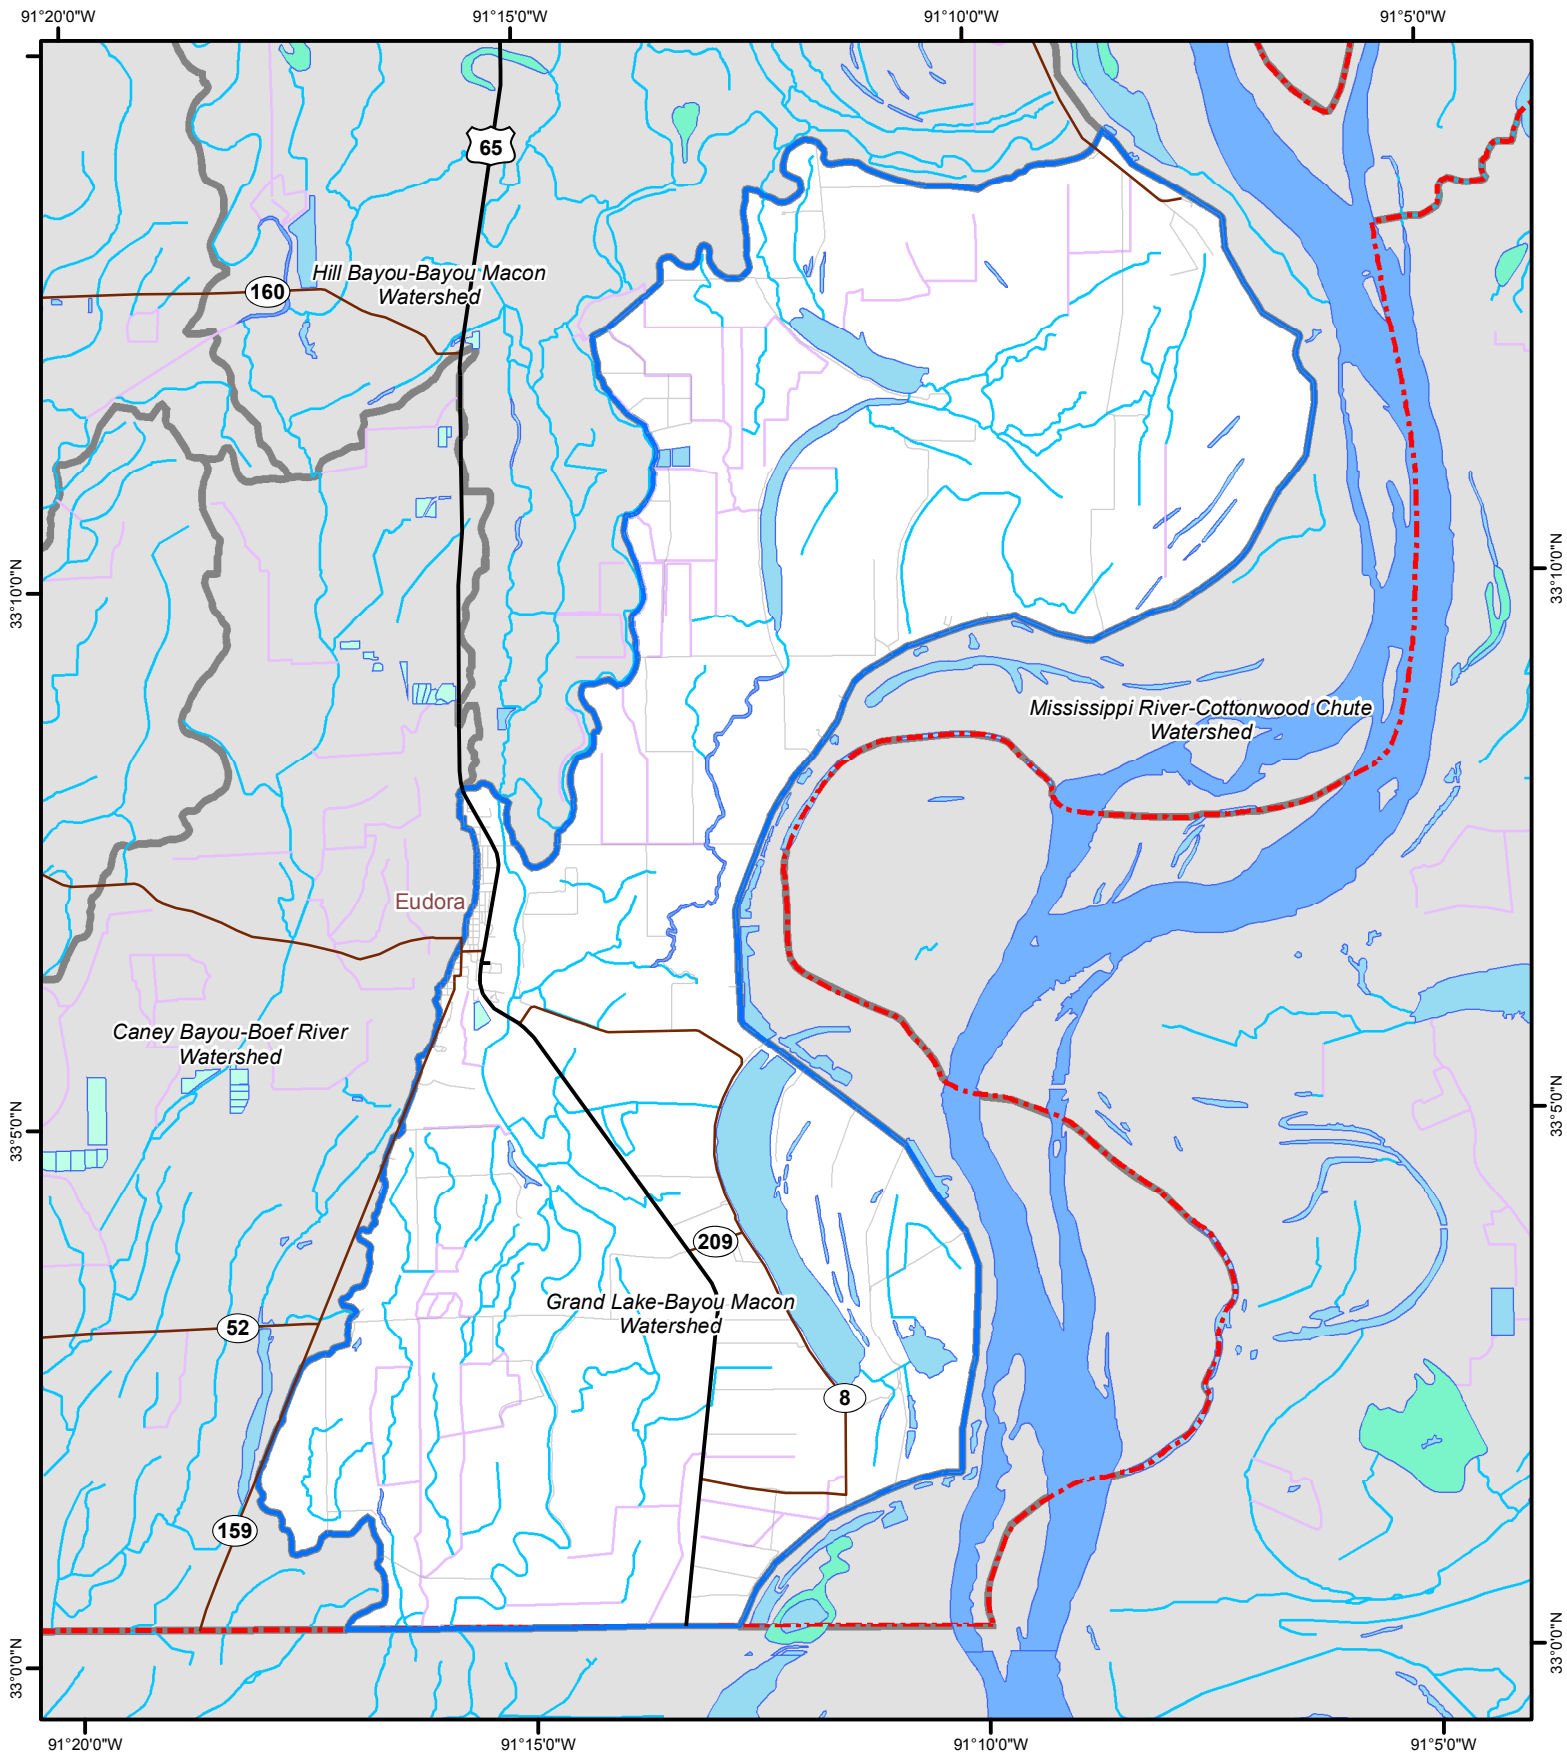 91°20'0"W
91°15'0"W
91°10'0"W
91°5'0"W
65
Hill Bayou-Bayou Macon
Watershed
160
33°10'0"N
33°10'0"N
Mississippi River-Cottonwood Chute
Watershed
Eudora
Caney Bayou-Boef River
Watershed
33°5'0"N
33°5'0"N
209
Grand Lake-Bayou Macon
Watershed
52
8
159
33°0'0"N
33°0'0"N
91°20'0"W
91°15'0"W
91°10'0"W
91°5'0"W